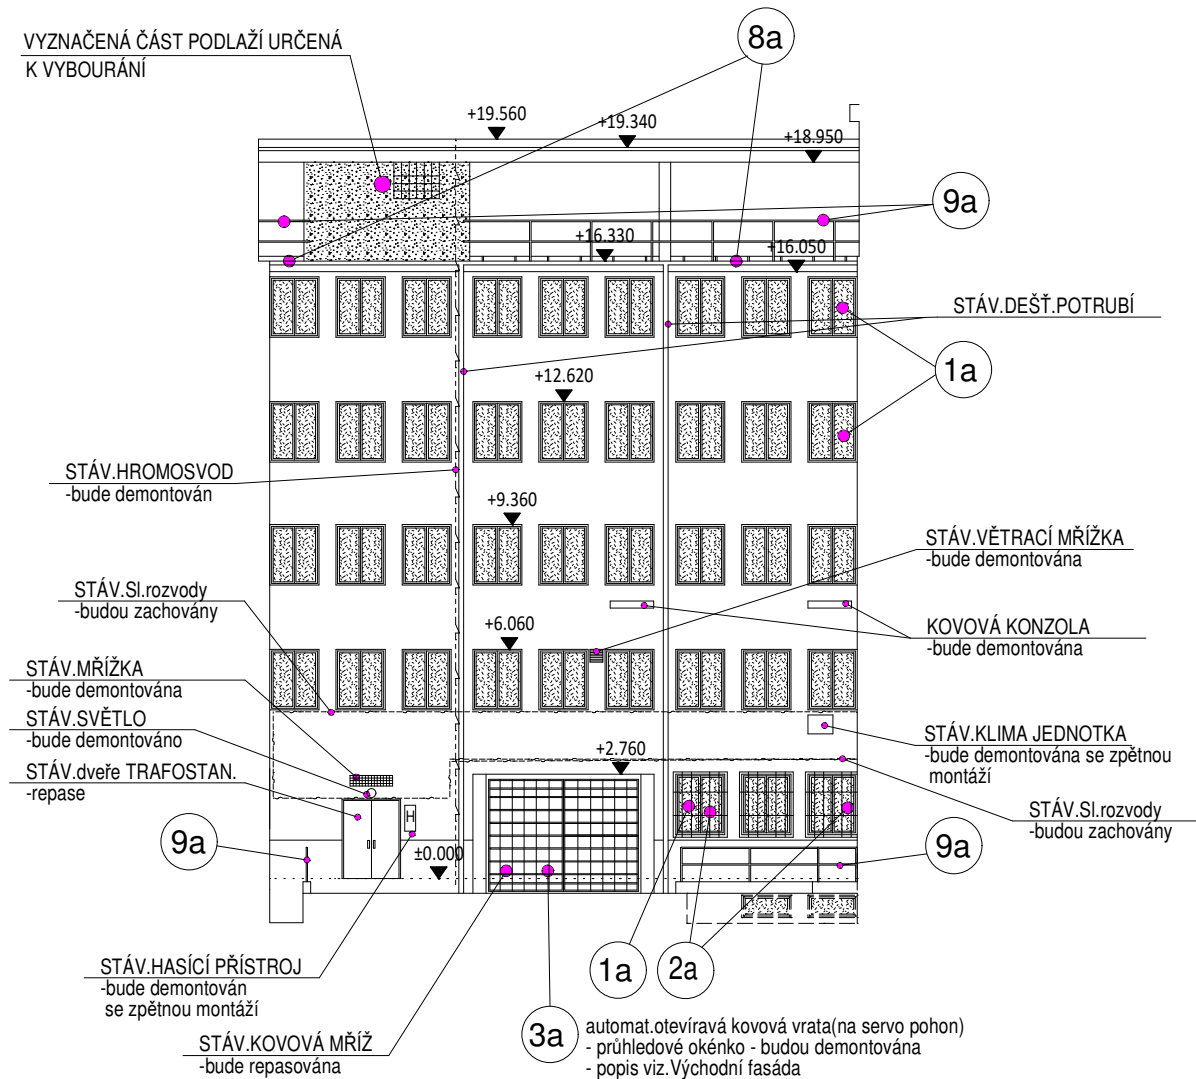 VYZNAČENÁ ČÁST PODLAŽÍ URČENÁ
K VYBOURÁNÍ
8a
+19.560
+19.340
+18.950
9a
+16.330
+16.050
STÁV.DEŠŤ.POTRUBÍ
1a
+12.620
STÁV.HROMOSVOD
-bude demontován
+9.360
STÁV.VĚTRACÍ MŘÍŽKA
-bude demontována
STÁV.Sl.rozvody
-budou zachovány
KOVOVÁ KONZOLA
-bude demontována
+6.060
STÁV.MŘÍŽKA
-bude demontována
STÁV.SVĚTLO
-bude demontováno
STÁV.dveře TRAFOSTAN.
-repase
STÁV.KLIMA JEDNOTKA
-bude demontována se zpětnou
montáží
+2.760
STÁV.Sl.rozvody
-budou zachovány
H
9a
±0.000
9a
STÁV.HASÍCÍ PŘÍSTROJ
-bude demontován
se zpětnou montáží
1a
2a
STÁV.KOVOVÁ MŘÍŽ
-bude repasována
3a
automat.otevíravá kovová vrata(na servo pohon)
- průhledové okénko - budou demontována
- popis viz.Východní fasáda